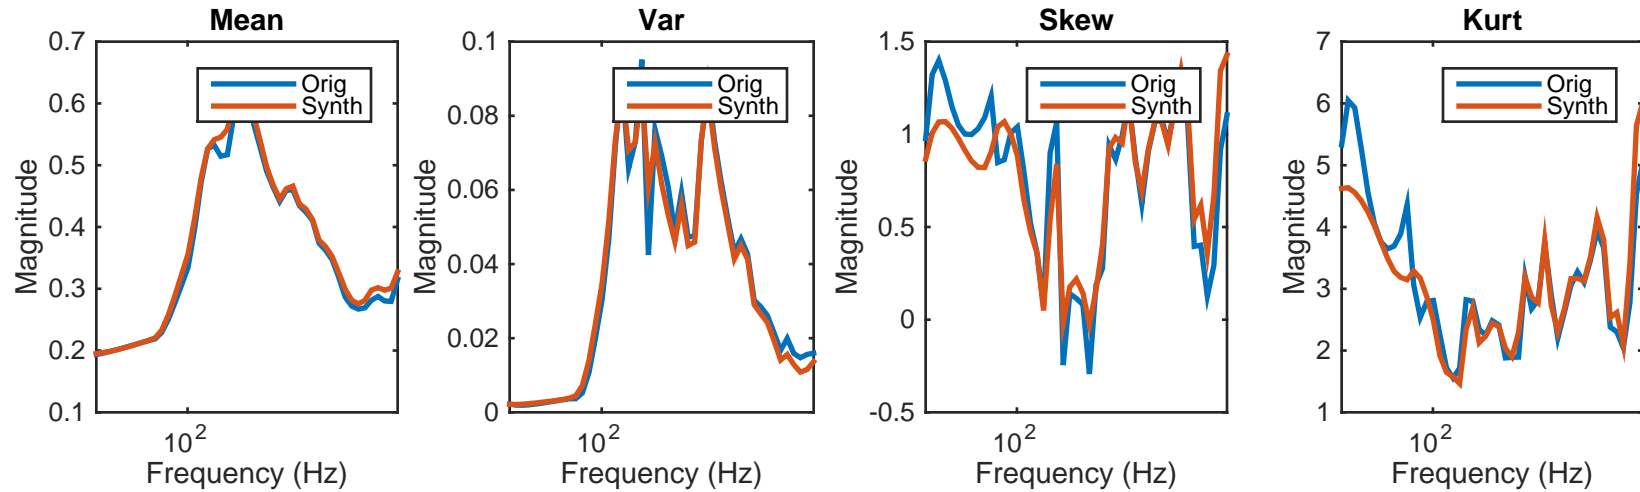 Mean
0.7
0.6
0.5
0.4
0.3
0.2
0.1
Magnitude
Orig
Synth
10^2
Frequency (Hz)
Var
0.1
0.08
0.06
0.04
0.02
0
Magnitude
Orig
Synth
10^2
Frequency (Hz)
Skew
1.5
1
0.5
0
-0.5
Magnitude
Orig
Synth
10^2
Frequency (Hz)
Kurt
7
6
5
4
3
2
1
Magnitude
Orig
Synth
10^2
Frequency (Hz)